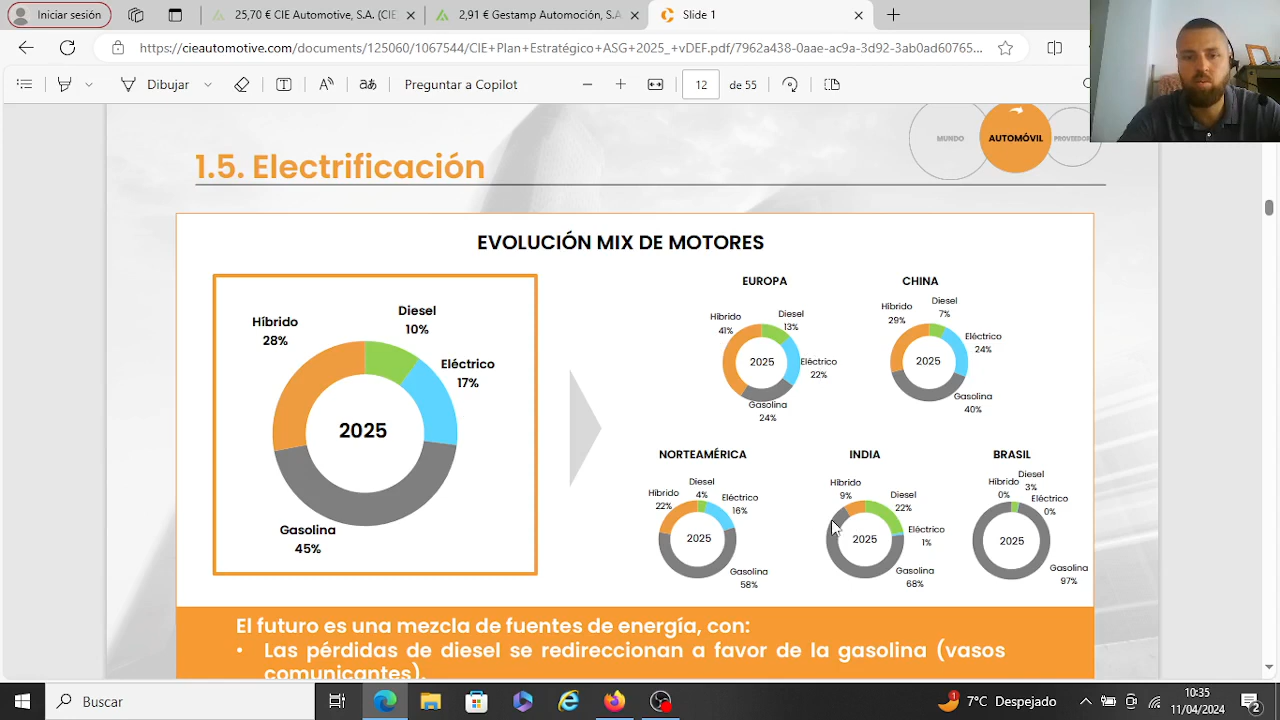 Iniciar sesión
25,70 € CIE Automotive, S.A. (CIE
2,91 € Gestamp Automoción, S.A.
Slide 1
https://cieautomotive.com/documents/125060/1067544/CIE+Plan+Estratégico+ASG+2025_+vDEF.pdf/7962a438-0aae-ac9a-3d92-3ab0ad60765...
Dibujar
Preguntar a Copilot
12
de 55
MUNDO
AUTOMÓVIL
1.5. Electrificación
EVOLUCIÓN MIX DE MOTORES
Híbrido
28%
Diesel
10%
Eléctrico
17%
2025
Gasolina
45%
EUROPA
Híbrido
41%
Diesel
13%
Eléctrico
22%
2025
Gasolina
24%
CHINA
Híbrido
29%
Diesel
7%
Eléctrico
24%
2025
Gasolina
40%
NORTEAMÉRICA
Híbrido
22%
Diesel
4%
Eléctrico
16%
2025
Gasolina
58%
INDIA
Híbrido
9%
Diesel
22%
Eléctrico
1%
2025
Gasolina
68%
BRASIL
Híbrido
0%
Diesel
3%
Eléctrico
0%
2025
Gasolina
97%
El futuro es una mezcla de fuentes de energía, con:
• Las pérdidas de diesel se redireccionan a favor de la gasolina (vasos
comunicantes).
Buscar
1
7°C Despejado
10:35
11/04/2024
2